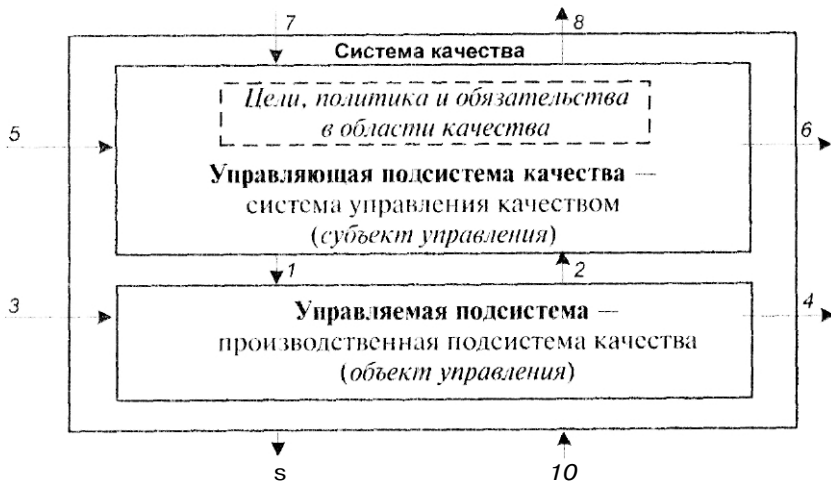 7 8
Система качества
Цели, политика и обязательства
в области качества
5 6
Управляющая подсистема качества —
система управления качеством
(субъект управления)
1 2
3 4
Управляемая подсистема —
производственная подсистема качества
(объект управления)
s 10